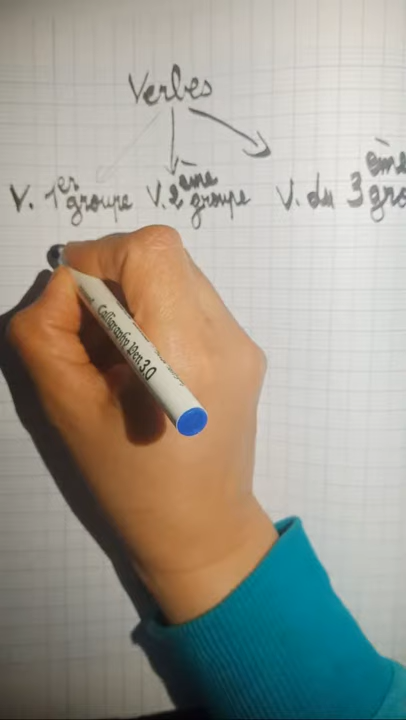 Verbes
V. 1er groupe V. 2ème groupe V. du 3ème gro
Calligraphy Pen 3.0